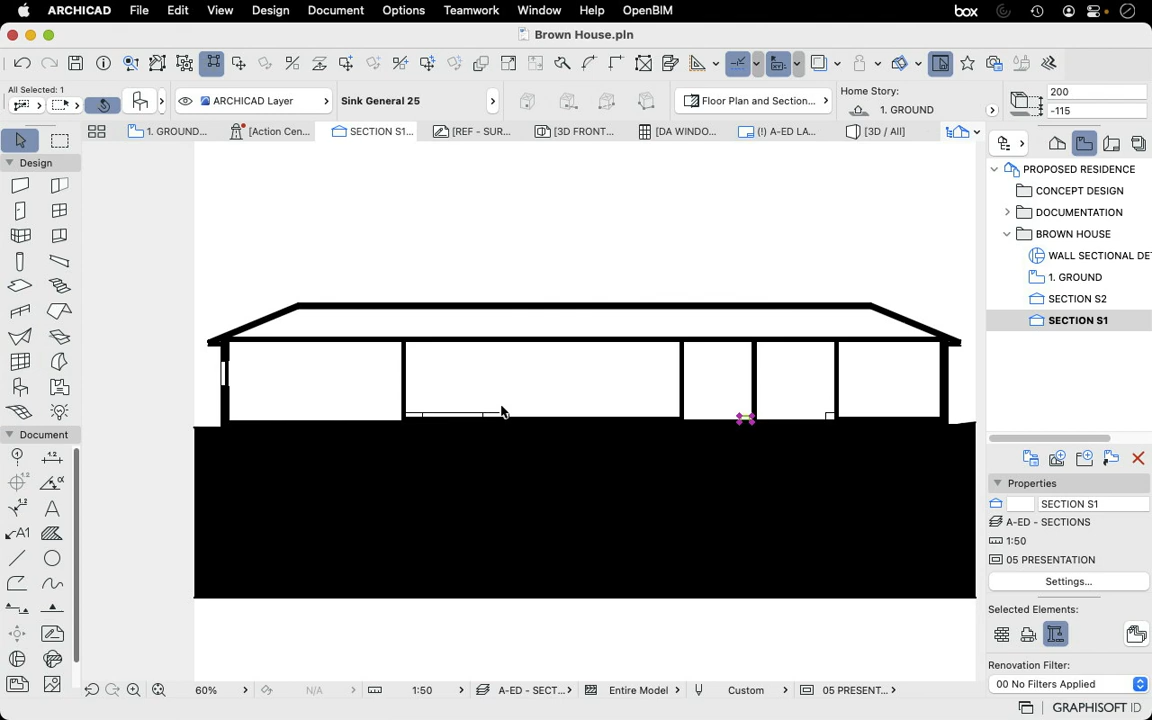 ARCHICAD File Edit View Design Document Options Teamwork Window Help OpenBIM box
Brown House.pln
All Selected: 1
ARCHICAD Layer
Sink General 25
Floor Plan and Section...
Home Story:
1. GROUND
200
-115
1. GROUND...
[Action Cen...
SECTION S1...
[REF - SUR...
[3D FRONT...
[DA WINDO...
(!) A-ED LA...
[3D / All]
Design
Document
PROPOSED RESIDENCE
CONCEPT DESIGN
DOCUMENTATION
BROWN HOUSE
WALL SECTIONAL DE
1. GROUND
SECTION S2
SECTION S1
Properties
SECTION S1
A-ED - SECTIONS
1:50
05 PRESENTATION
Settings...
Selected Elements:
Renovation Filter:
00 No Filters Applied
60%
N/A
1:50
A-ED - SECT...
Entire Model
Custom
05 PRESENT...
GRAPHISOFT ID